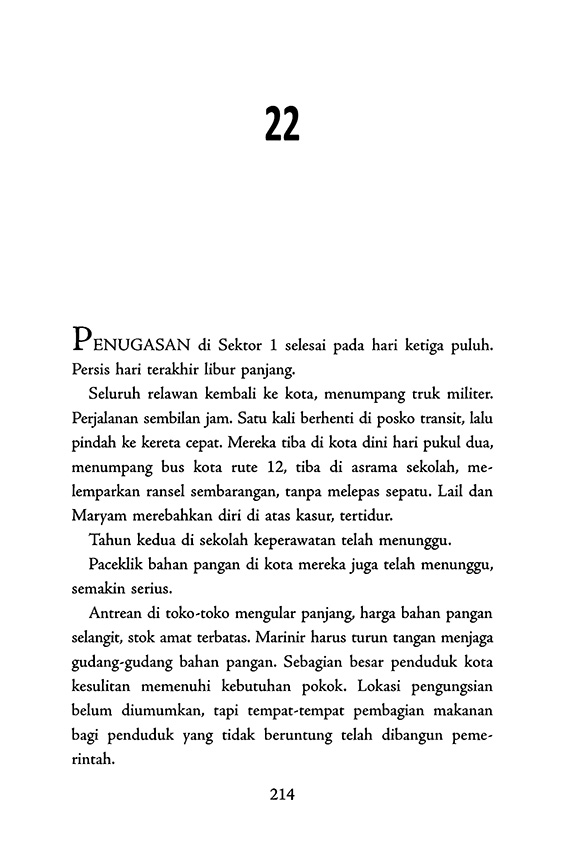 22
PENUGASAN di Sektor 1 selesai pada hari ketiga puluh.
Persis hari terakhir libur panjang.
Seluruh relawan kembali ke kota, menumpang truk militer.
Perjalanan sembilan jam. Satu kali berhenti di posko transit, lalu
pindah ke kereta cepat. Mereka tiba di kota dini hari pukul dua,
menumpang bus kota rute 12, tiba di asrama sekolah, me-
lemparkan ransel sembarangan, tanpa melepas sepatu. Lail dan
Maryam merebahkan diri di atas kasur, tertidur.
Tahun kedua di sekolah keperawatan telah menunggu.
Paceklik bahan pangan di kota mereka juga telah menunggu,
semakin serius.
Antrean di toko-toko mengular panjang, harga bahan pangan
selangit, stok amat terbatas. Marinir harus turun tangan menjaga
gudang-gudang bahan pangan. Sebagian besar penduduk kota
kesulitan memenuhi kebutuhan pokok. Lokasi pengungsian
belum diumumkan, tapi tempat-tempat pembagian makanan
bagi penduduk yang tidak beruntung telah dibangun peme-
rintah.
214